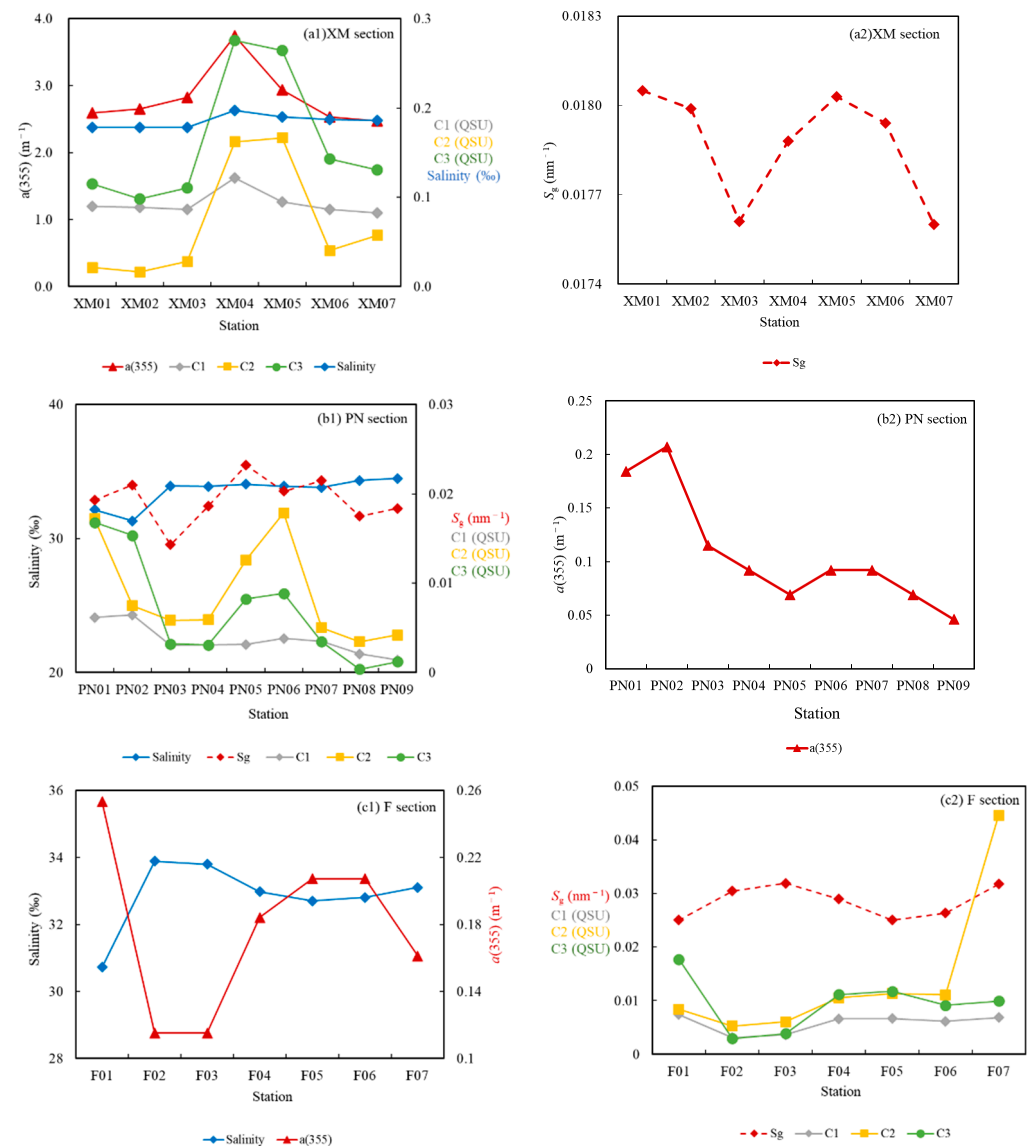 (a1)XM section
4.0
3.0
2.0
1.0
0.0
a(355) (m⁻¹)
0.3
0.2
0.1
0.0
C1 (QSU)
C2 (QSU)
C3 (QSU)
Salinity (‰)
XM01 XM02 XM03 XM04 XM05 XM06 XM07
Station
a(355) C1 C2 C3 Salinity
(a2)XM section
0.0183
0.0180
0.0177
0.0174
Sg (nm⁻¹)
XM01 XM02 XM03 XM04 XM05 XM06 XM07
Station
Sg
(b1) PN section
40
30
20
Salinity (‰)
0.03
0.02
0.01
0
Sg (nm⁻¹)
C1 (QSU)
C2 (QSU)
C3 (QSU)
PN01 PN02 PN03 PN04 PN05 PN06 PN07 PN08 PN09
Station
Salinity Sg C1 C2 C3
(b2) PN section
0.25
0.2
0.15
0.1
0.05
0
a(355) (m⁻¹)
PN01 PN02 PN03 PN04 PN05 PN06 PN07 PN08 PN09
Station
a(355)
(c1) F section
36
34
32
30
28
Salinity (‰)
0.26
0.22
0.18
0.14
0.1
a(355) (m⁻¹)
F01 F02 F03 F04 F05 F06 F07
Station
Salinity a(355)
(c2) F section
0.05
0.04
0.03
0.02
0.01
0
Sg (nm⁻¹)
C1 (QSU)
C2 (QSU)
C3 (QSU)
F01 F02 F03 F04 F05 F06 F07
Station
Sg C1 C2 C3